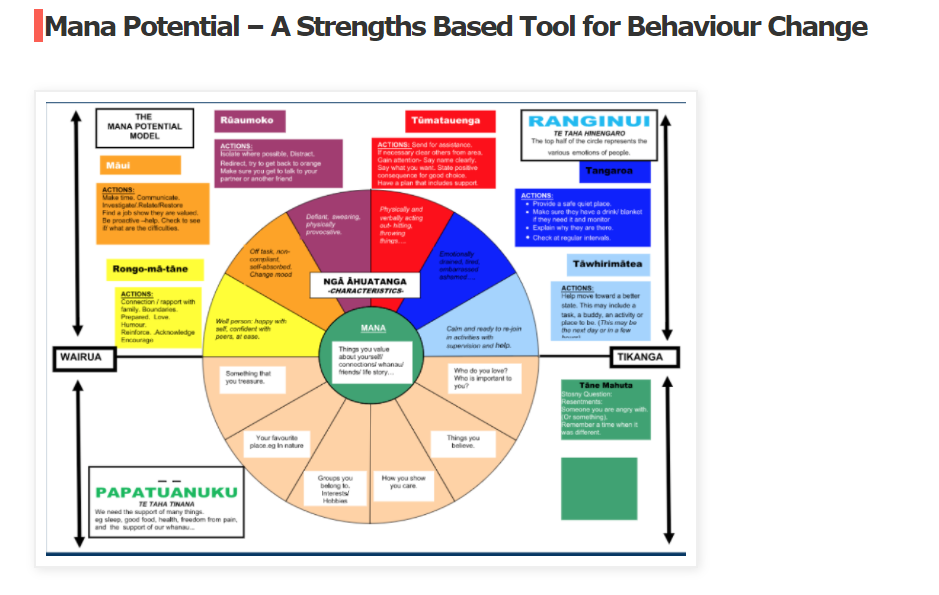 Mana Potential – A Strengths Based Tool for Behaviour Change
THE
MANA POTENTIAL
MODEL
Rūaumoko
Tūmatauenga
RANGINUI
TE TAHA HINENGARO
The top half of the circle represents the
various emotions of people.
ACTIONS:
Isolate where possible, Distract.
Redirect, try to get back to orange
Make sure you get to talk to your
partner or another friend
ACTIONS: Send for assistance.
If necessary clear others from area.
Gain attention- Say name clearly.
Say what you want. State positive
consequence for good choice.
Have a plan that includes support.
Māui
ACTIONS:
Make time. Communicate.
Investigate/.Relate/Restore
Find a job show they are valued.
Be proactive –help. Check to see
if/ what are the difficulties.
Tangaroa
ACTIONS:
• Provide a safe quiet place.
• Make sure they have a drink/ blanket
if they need it and monitor
• Explain why they are there.
• Check at regular intervals.
Rongo-mā-tāne
ACTIONS:
Connection / rapport with
family. Boundaries.
Prepared. Love.
Humour.
Reinforce. .Acknowledge
Encourage
Tāwhirimātea
ACTIONS:
Help move toward a better
state. This may include a
task, a buddy, an activity or
place to be. (This may be
the next day or in a few
hours)
Well person: happy with
self, confident with
peers, at ease.
Off task, non-
compliant,
self-absorbed.
Change mood
Defiant, swearing,
physically
provocative.
Physically and
verbally acting
out- hitting,
throwing
things....
Emotionally
drained, tired,
embarrassed
ashamed....
Calm and ready to re-join
in activities with
supervision and help.
NGĀ ĀHUATANGA
-CHARACTERISTICS-
MANA
Things you value
about yourself/
connections/ whanau/
friends/ life story…
WAIRUA
TIKANGA
Something that
you treasure.
Who do you love?
Who is important to
you?
Your favourite
place.eg In nature
Things you
believe.
Groups you
belong to.
Interests/
Hobbies
How you show
you care.
Tāne Mahuta
Steany Question:
Resentments:
Someone you are angry with.
(Or something).
Remember a time when it
was different.
PAPATŪĀNUKU
TE TAHA TINANA
We need the support of many things.
eg sleep, good food, health, freedom from pain,
and the support of our whanau...